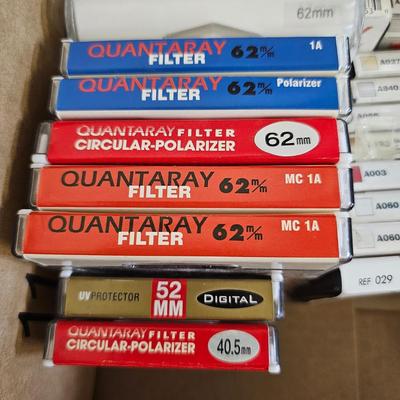 62mm
QUANTARAY FILTER 62m/m 1A
QUANTARAY FILTER 62m/m Polarizer
QUANTARAY FILTER CIRCULAR-POLARIZER 62mm
QUANTARAY FILTER 62m/m MC 1A
QUANTARAY FILTER 62m/m MC 1A
UV PROTECTOR 52 MM DIGITAL
QUANTARAY FILTER CIRCULAR-POLARIZER 40.5mm
A940
A003
A060
A060
REF 029